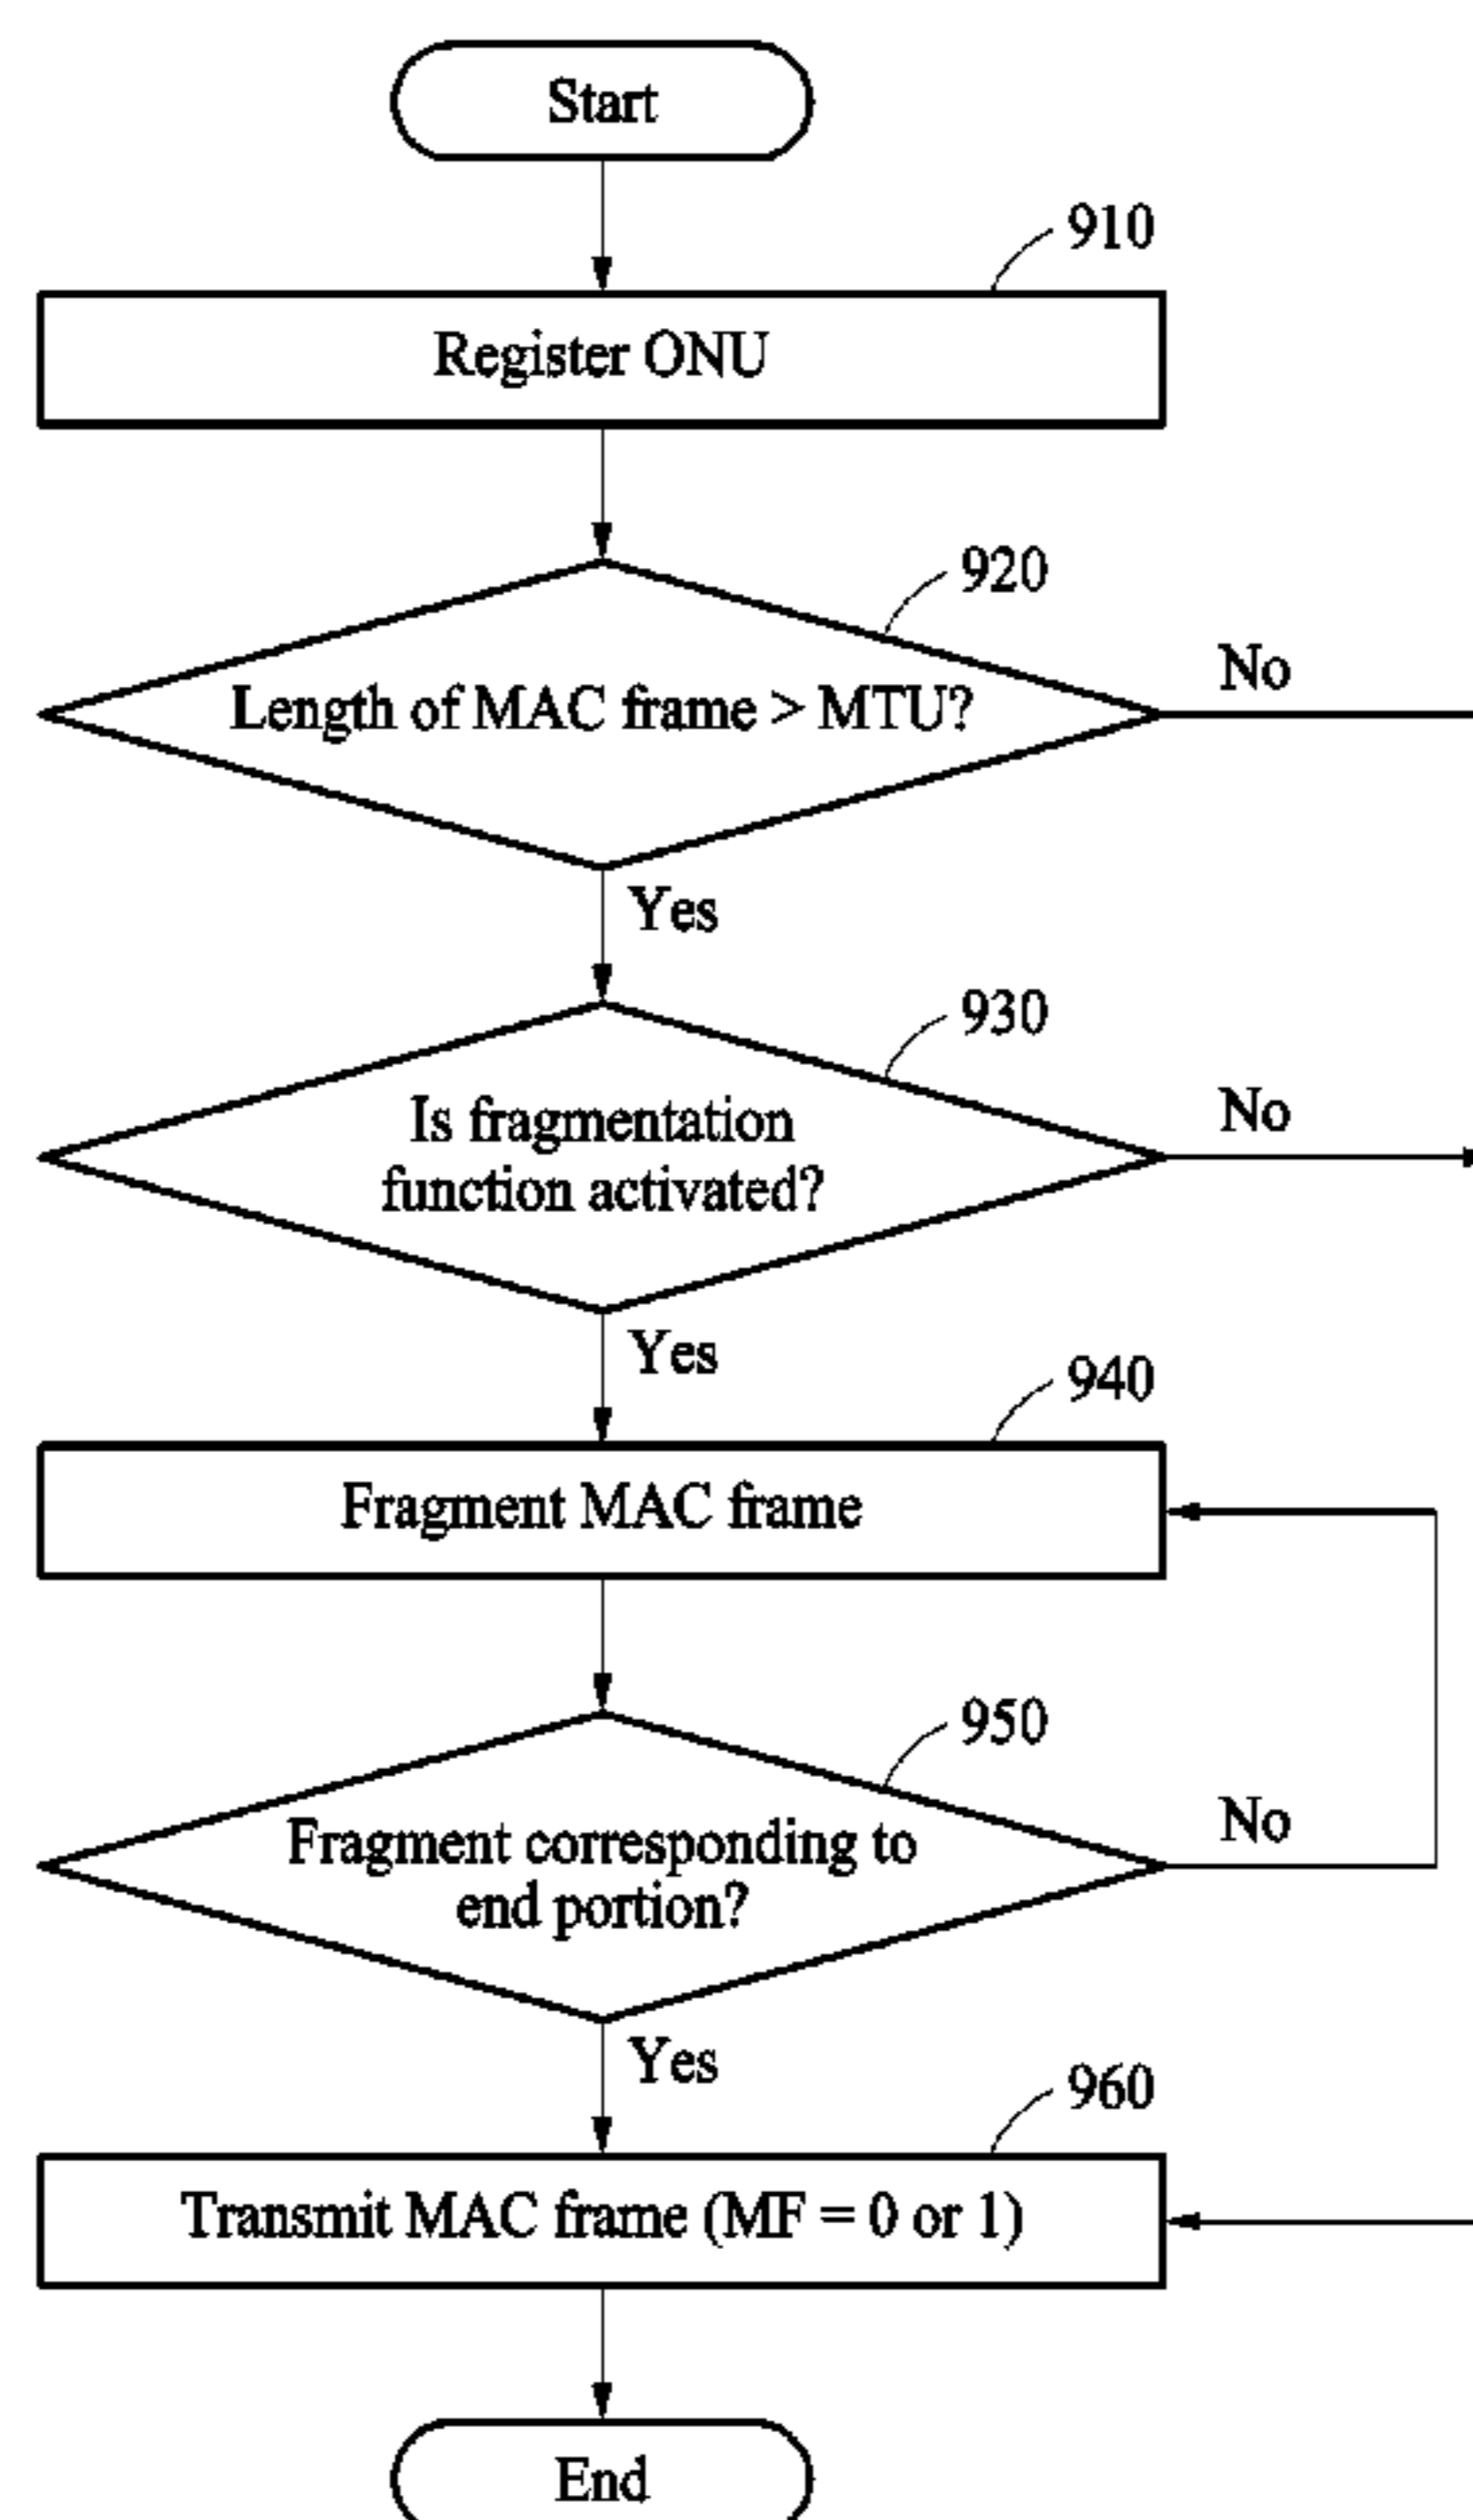 Start
910
Register ONU
920
Length of MAC frame > MTU?
No
Yes
930
Is fragmentation
function activated?
No
Yes
940
Fragment MAC frame
950
Fragment corresponding to
end portion?
No
Yes
960
Transmit MAC frame (MF = 0 or 1)
End